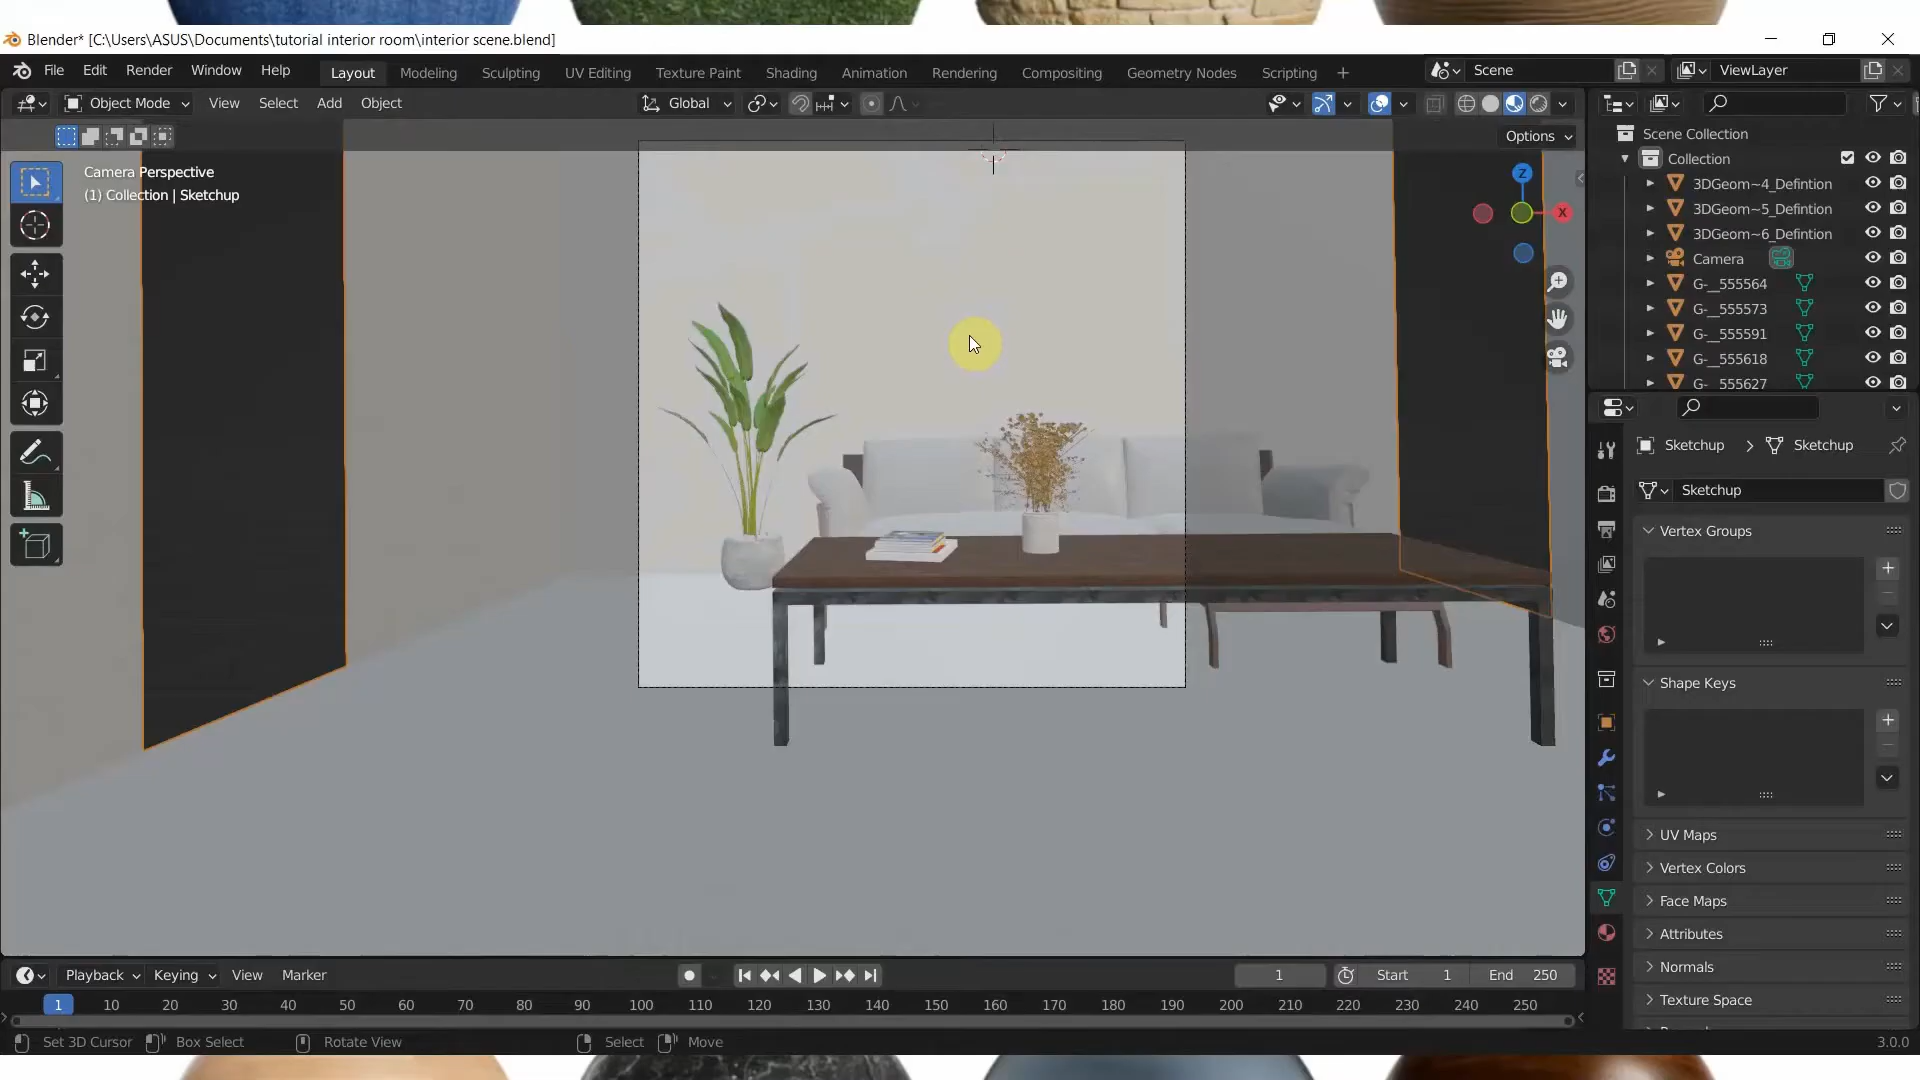 Blender* [C:\Users\ASUS\Documents\tutorial interior room\interior scene.blend]
File Edit Render Window Help
Layout Modeling Sculpting UV Editing Texture Paint Shading Animation Rendering Compositing Geometry Nodes Scripting +
Scene
ViewLayer
Object Mode View Select Add Object
Global
Options
Camera Perspective
(1) Collection | Sketchup
Z
X
Scene Collection
Collection
3DGeom~4_Defintion
3DGeom~5_Defintion
3DGeom~6_Defintion
Camera
G-__555564
G-__555573
G-__555591
G-__555618
G-__555627
Sketchup > Sketchup
Sketchup
Vertex Groups
Shape Keys
UV Maps
Vertex Colors
Face Maps
Attributes
Normals
Texture Space
Playback Keying View Marker
1 Start 1 End 250
1 10 20 30 40 50 60 70 80 90 100 110 120 130 140 150 160 170 180 190 200 210 220 230 240 250
Set 3D Cursor Box Select Rotate View Select Move
3.0.0